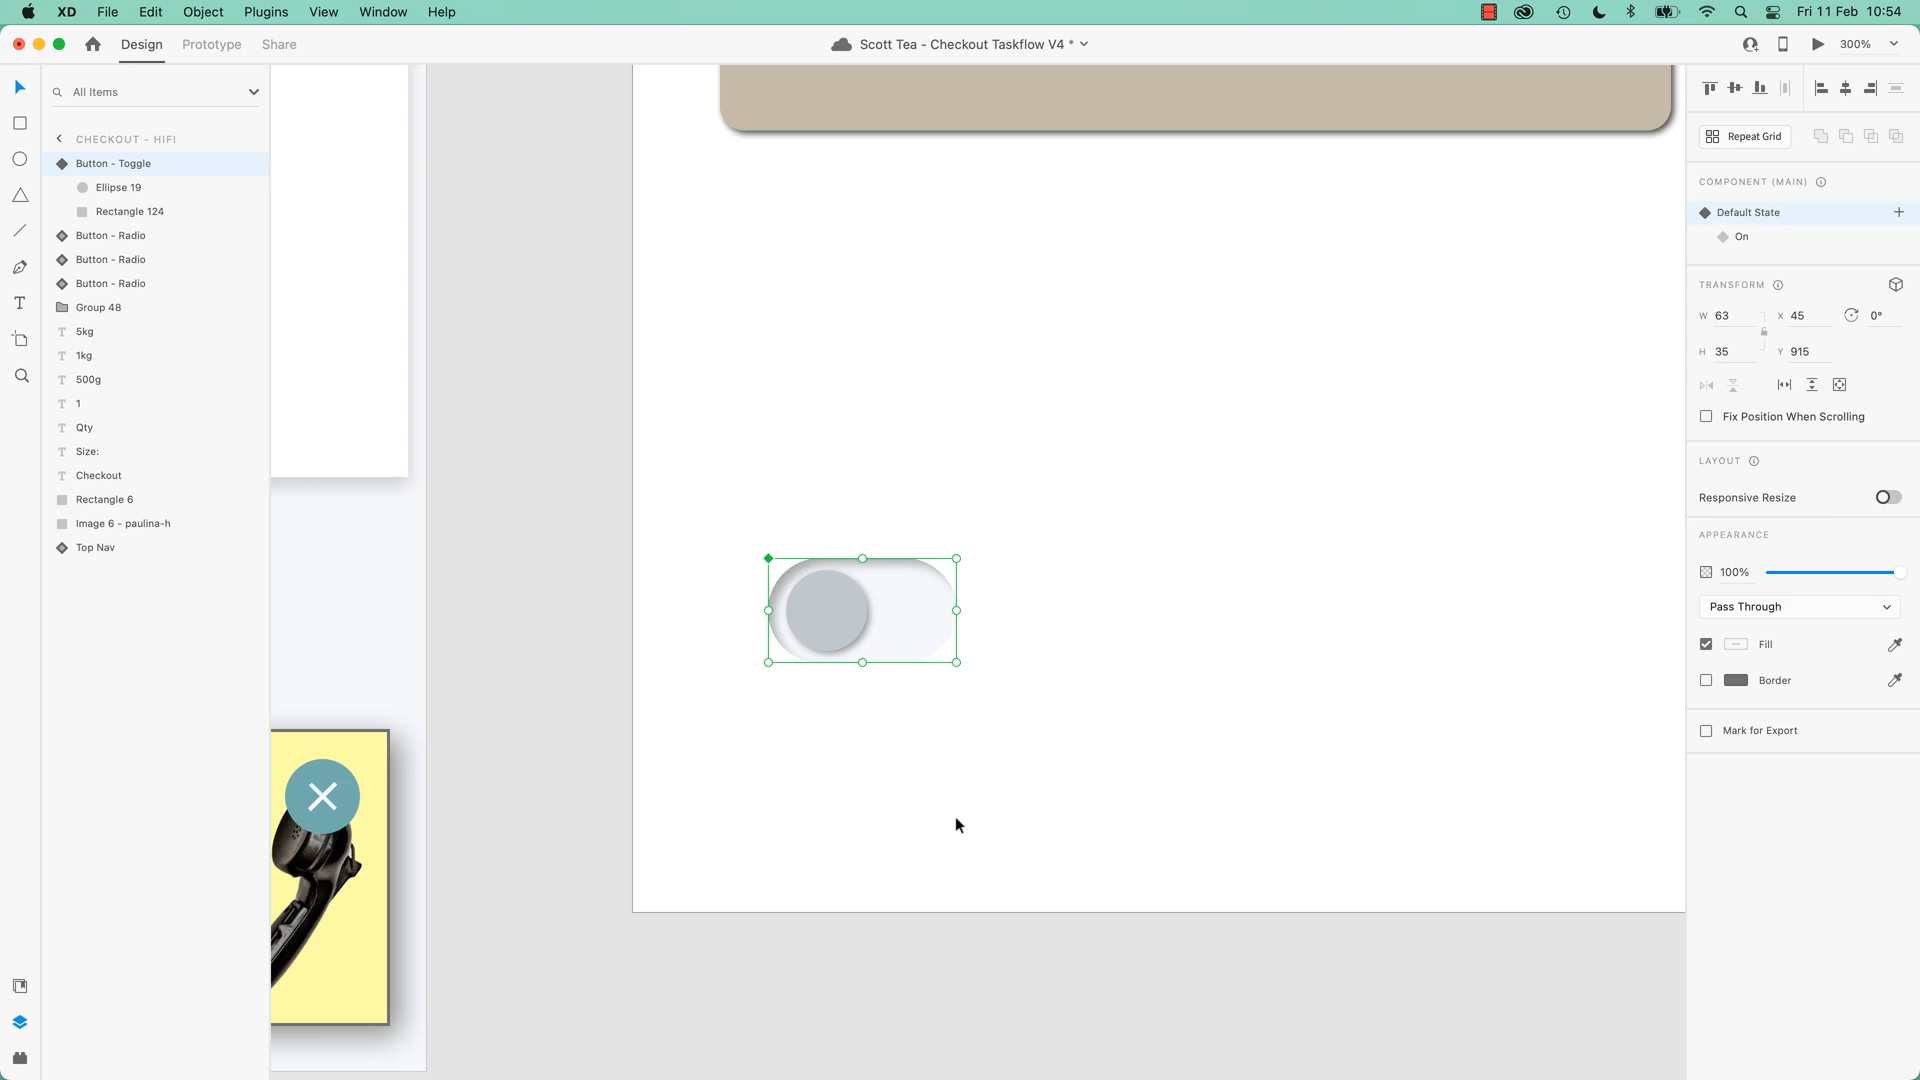 XD File Edit Object Plugins View Window Help Fri 11 Feb 10:54
Design Prototype Share Scott Tea - Checkout Taskflow V4 * 300%
All Items
CHECKOUT - HIFI
Button - Toggle
Ellipse 19
Rectangle 124
Button - Radio
Button - Radio
Button - Radio
Group 48
5kg
1kg
500g
1
Qty
Size:
Checkout
Rectangle 6
Image 6 - paulina-h
Top Nav
Repeat Grid
COMPONENT (MAIN)
Default State
On
TRANSFORM
W 63 X 45 0°
H 35 Y 915
Fix Position When Scrolling
LAYOUT
Responsive Resize
APPEARANCE
100%
Pass Through
Fill
Border
Mark for Export